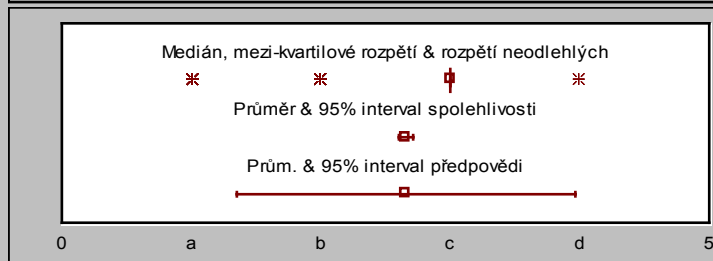 Medián, mezi-kvartilové rozpětí & rozpětí neodlehlých
Průměr & 95% interval spolehlivosti
Prům. & 95% interval předpovědi
0 a b c d 5